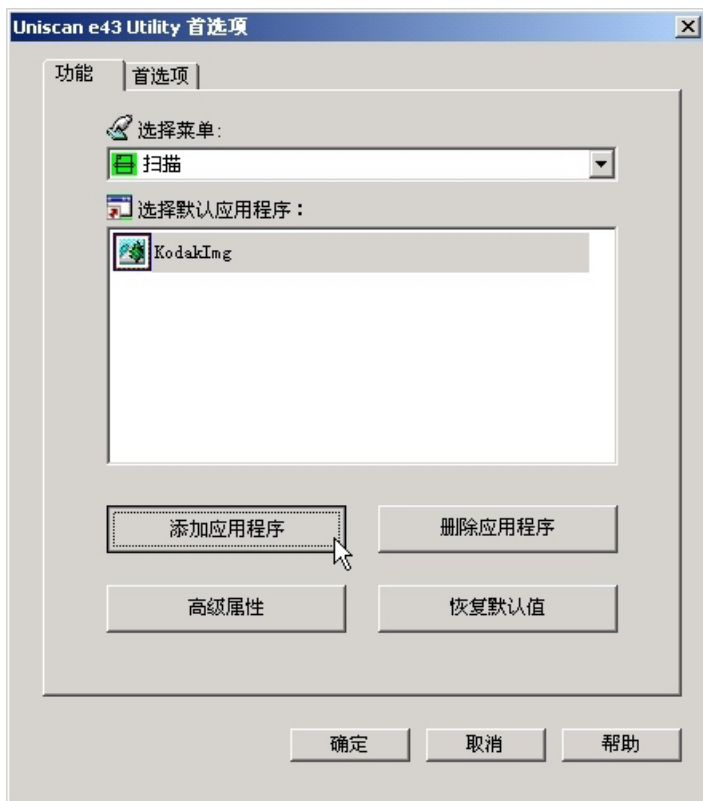 Uniscan e43 Utility 首选项
功能 首选项
选择菜单:
扫描
选择默认应用程序：
KodakImg
添加应用程序 删除应用程序
高级属性 恢复默认值
确定 取消 帮助